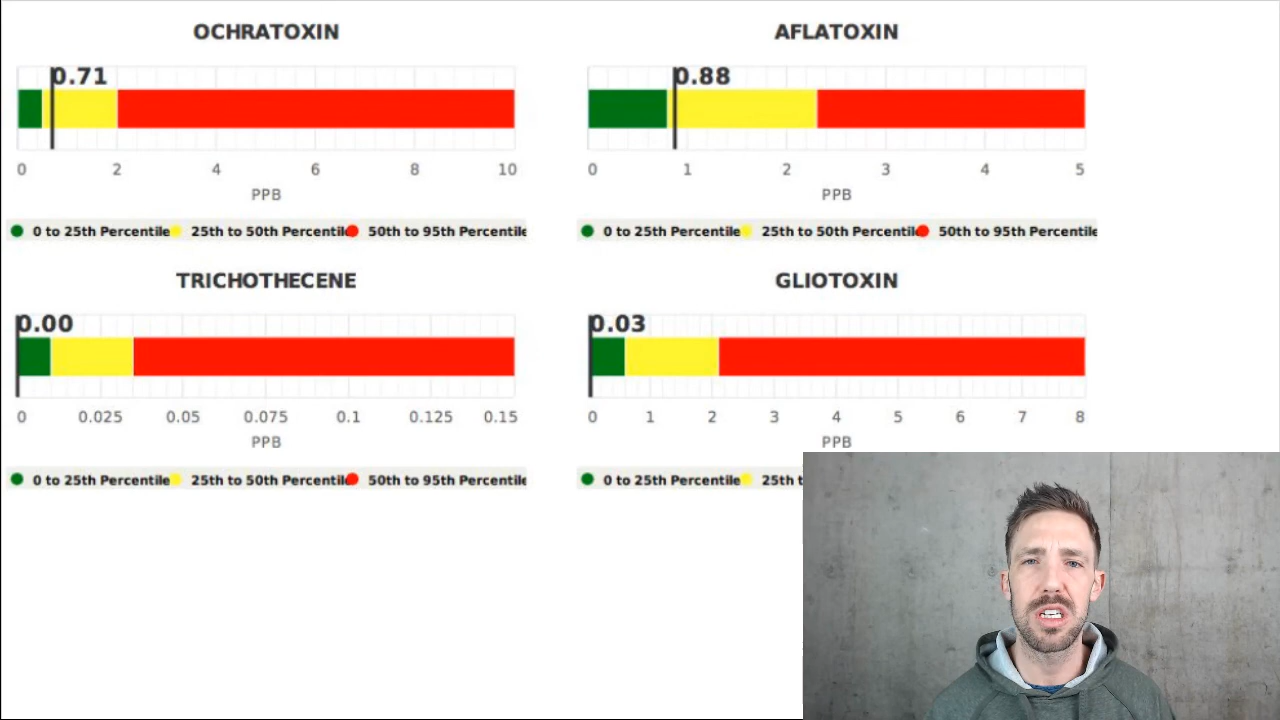 OCHRATOXIN
0.71
0 2 4 6 8 10
PPB
0 to 25th Percentile 25th to 50th Percentile 50th to 95th Percentile
AFLATOXIN
0.88
0 1 2 3 4 5
PPB
0 to 25th Percentile 25th to 50th Percentile 50th to 95th Percentile
TRICHOTHECENE
0.00
0 0.025 0.05 0.075 0.1 0.125 0.15
PPB
0 to 25th Percentile 25th to 50th Percentile 50th to 95th Percentile
GLIOTOXIN
0.03
0 1 2 3 4 5 6 7 8
PPB
0 to 25th Percentile 25th t